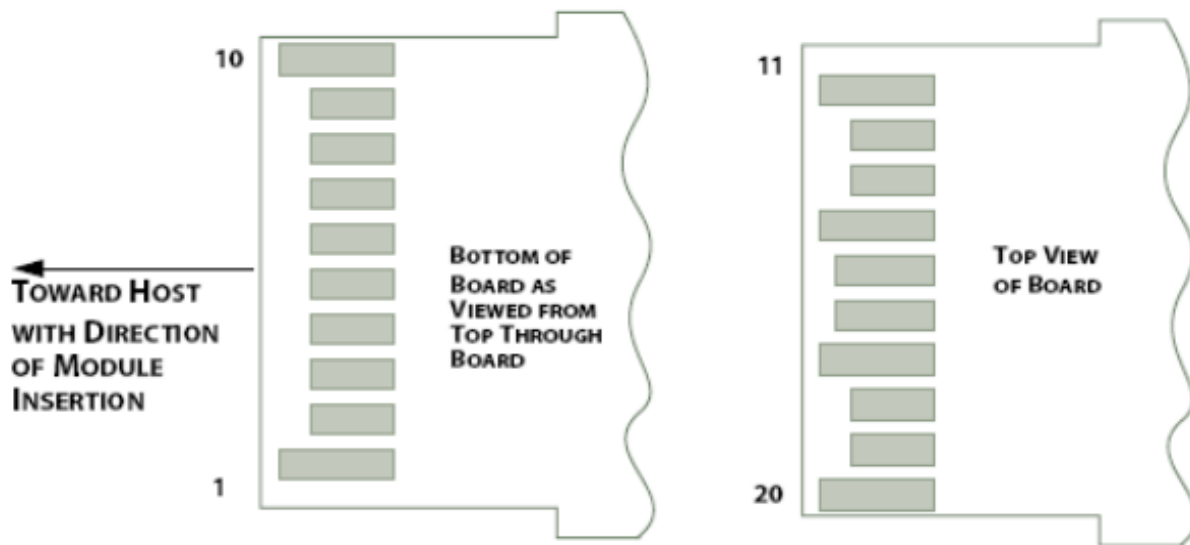 10
BOTTOM OF
BOARD AS
VIEWED FROM
TOP THROUGH
BOARD
TOWARD HOST
WITH DIRECTION
OF MODULE
INSERTION
1
11
TOP VIEW
OF BOARD
20